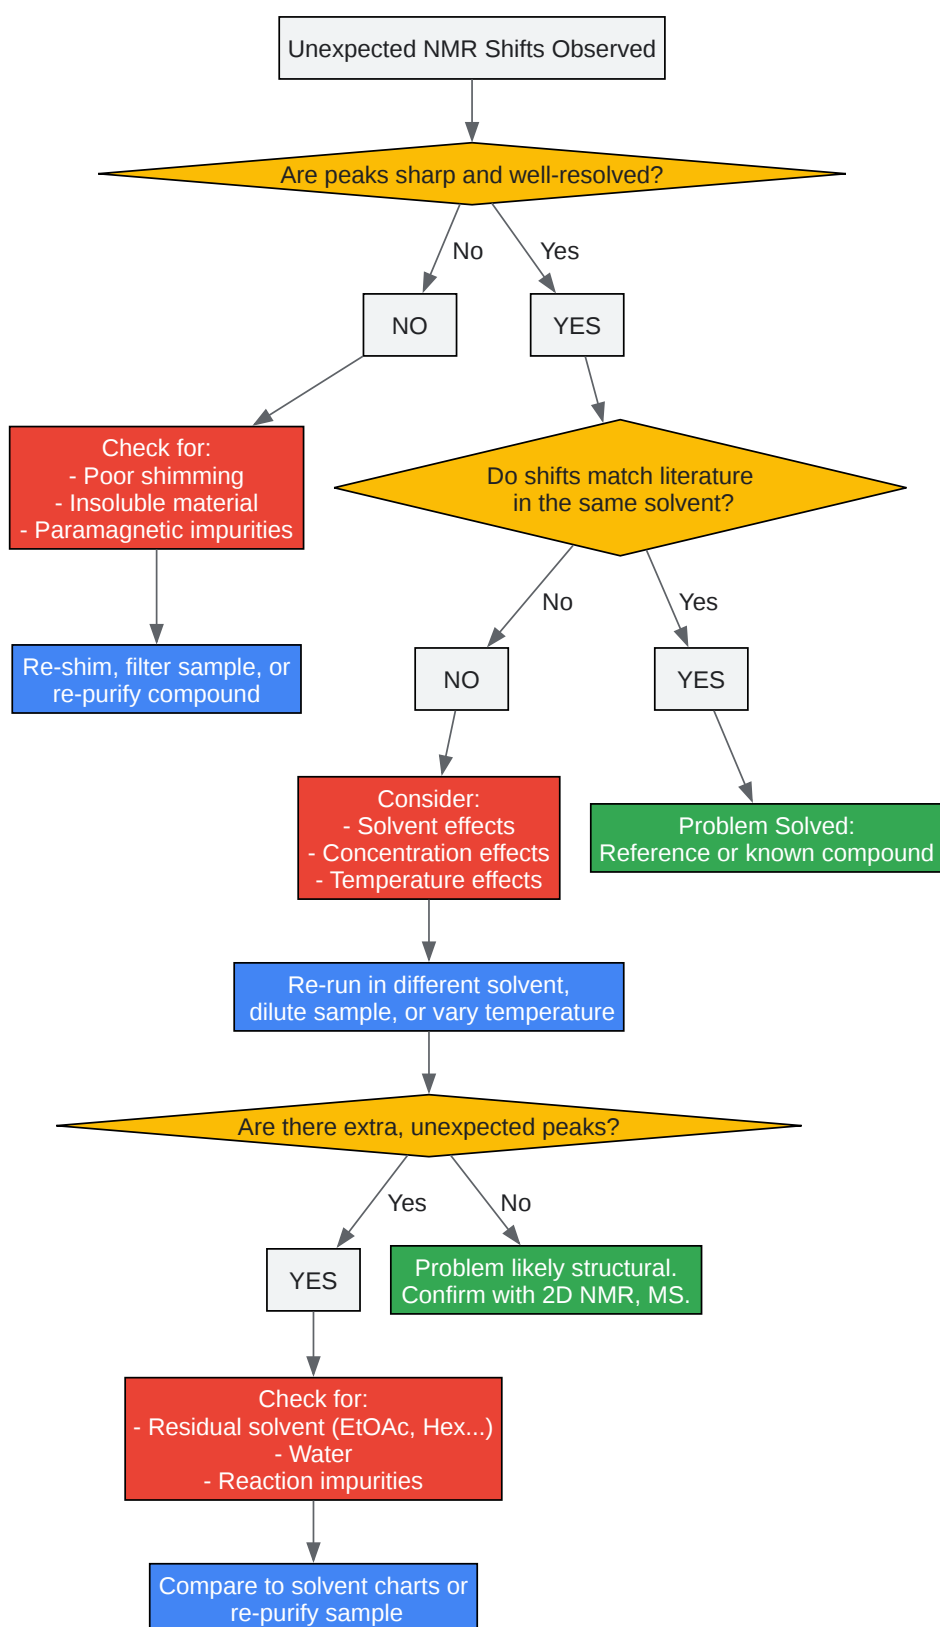 Unexpected NMR Shifts Observed
Are peaks sharp and well-resolved?
No
Yes
NO
YES
Check for:
- Poor shimming
- Insoluble material
- Paramagnetic impurities
Do shifts match literature
in the same solvent?
No
Yes
Re-shim, filter sample, or
re-purify compound
NO
YES
Consider:
- Solvent effects
- Concentration effects
- Temperature effects
Problem Solved:
Reference or known compound
Re-run in different solvent,
dilute sample, or vary temperature
Are there extra, unexpected peaks?
Yes
No
YES
Problem likely structural.
Confirm with 2D NMR, MS.
Check for:
- Residual solvent (EtOAc, Hex...)
- Water
- Reaction impurities
Compare to solvent charts or
re-purify sample